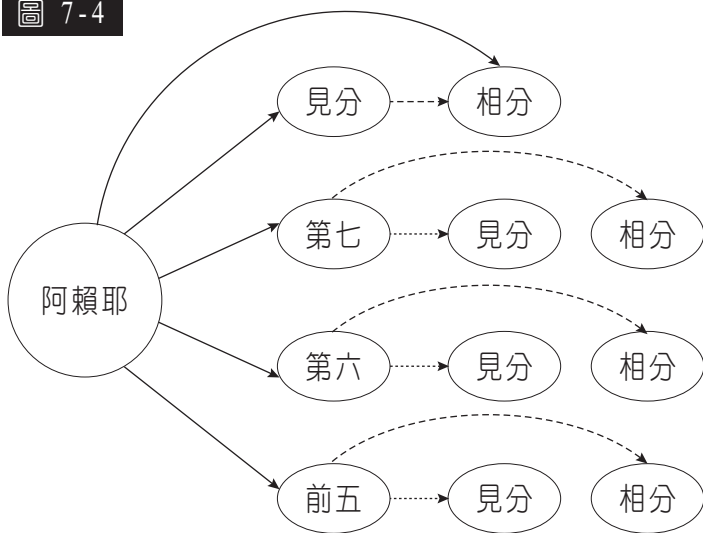 圖 7-4
見分 相分
第七 見分 相分
阿賴耶
第六 見分 相分
前五 見分 相分